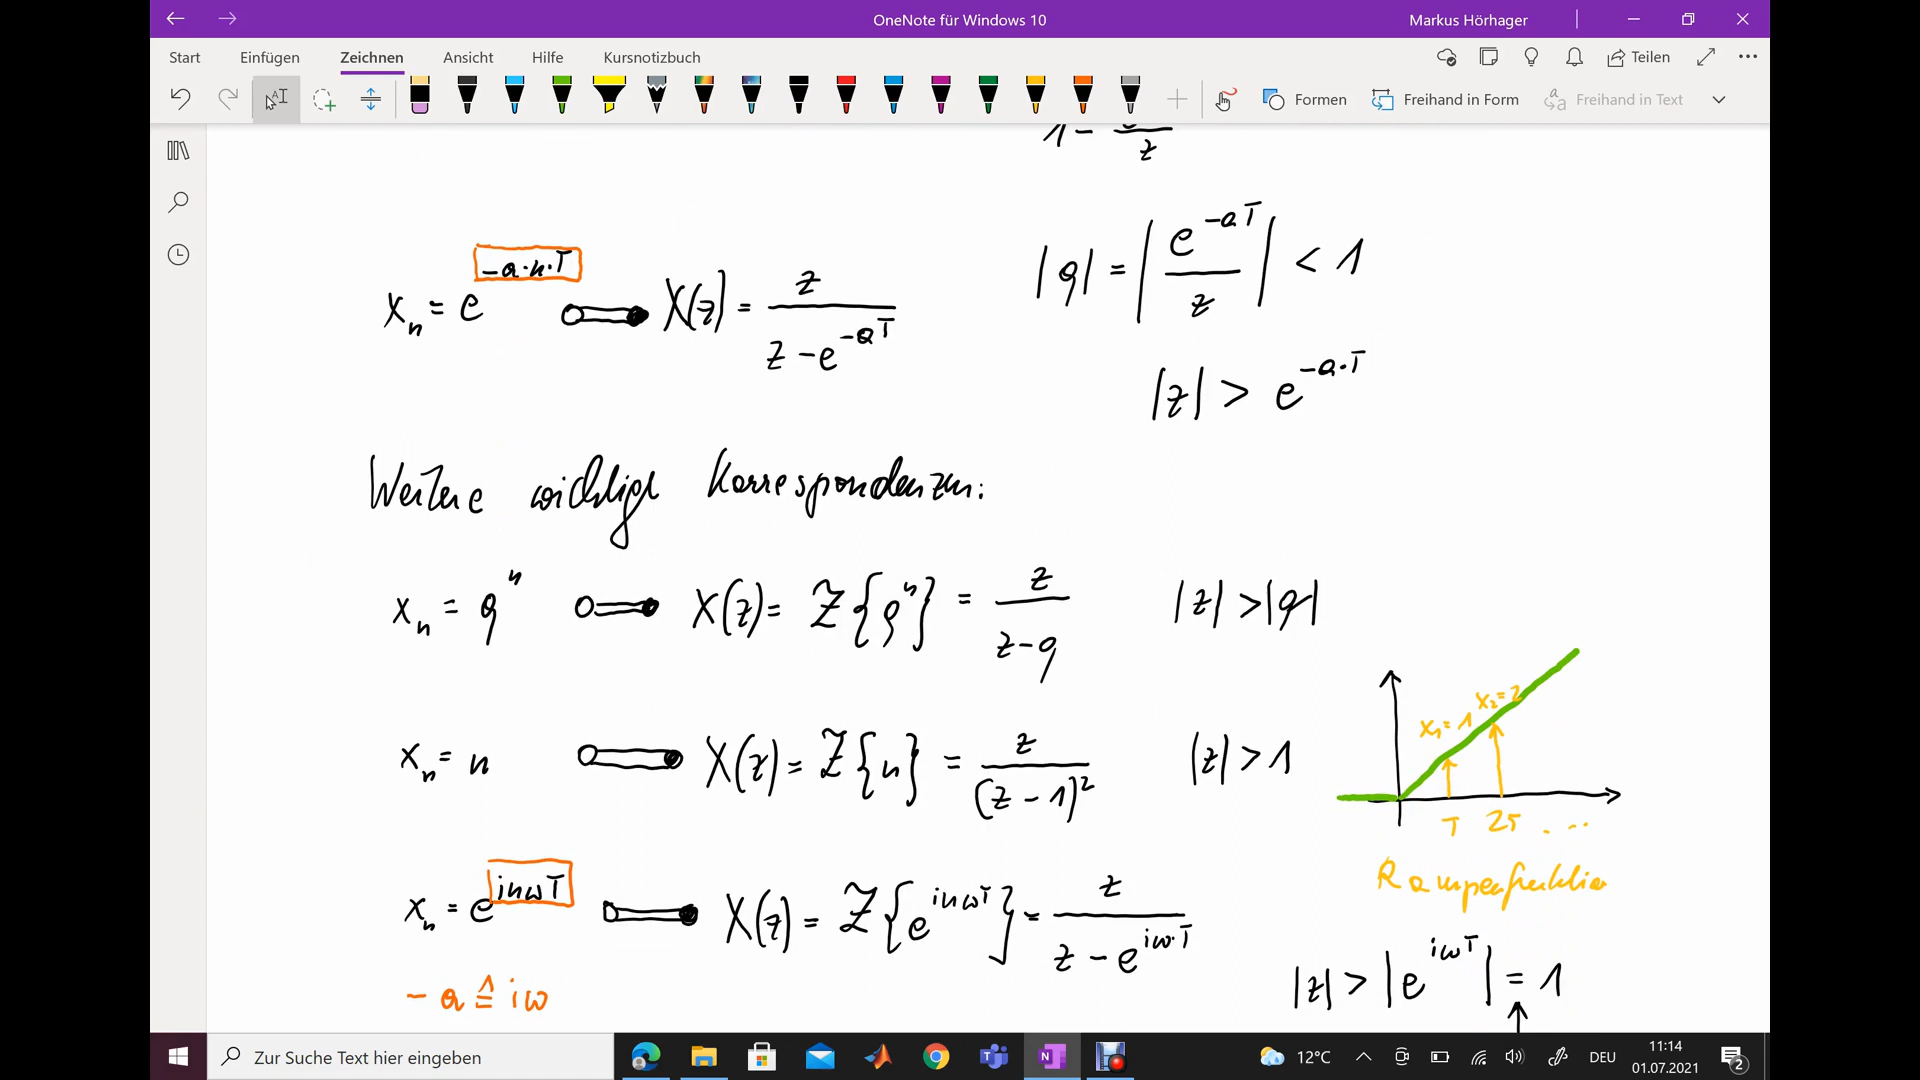 OneNote für Windows 10
Markus Hörhager
Start Einfügen Zeichnen Ansicht Hilfe Kursnotizbuch Teilen
Formen Freihand in Form Freihand in Text
1 -
z
|q| = | e^{-aT} / z | < 1
x_n = e^{-a·n·T} X(z) = z / (z - e^{-aT})
|z| > e^{-a·T}
Weitere wichtige Korrespondenzen:
x_n = q^n X(z) = Z{q^n} = z / (z - q) |z| > |q|
x_1 = 1 x_2 = 2
x_n = n X(z) = Z{n} = z / (z - 1)^2 |z| > 1
T 2T . ...
Rampenfunktion
x_n = e^{inωT} X(z) = Z{e^{inωT}} = z / (z - e^{iω·T})
|z| > |e^{iωT}| = 1
-a ≙ iω
Zur Suche Text hier eingeben
12°C
DEU
11:14
01.07.2021
2